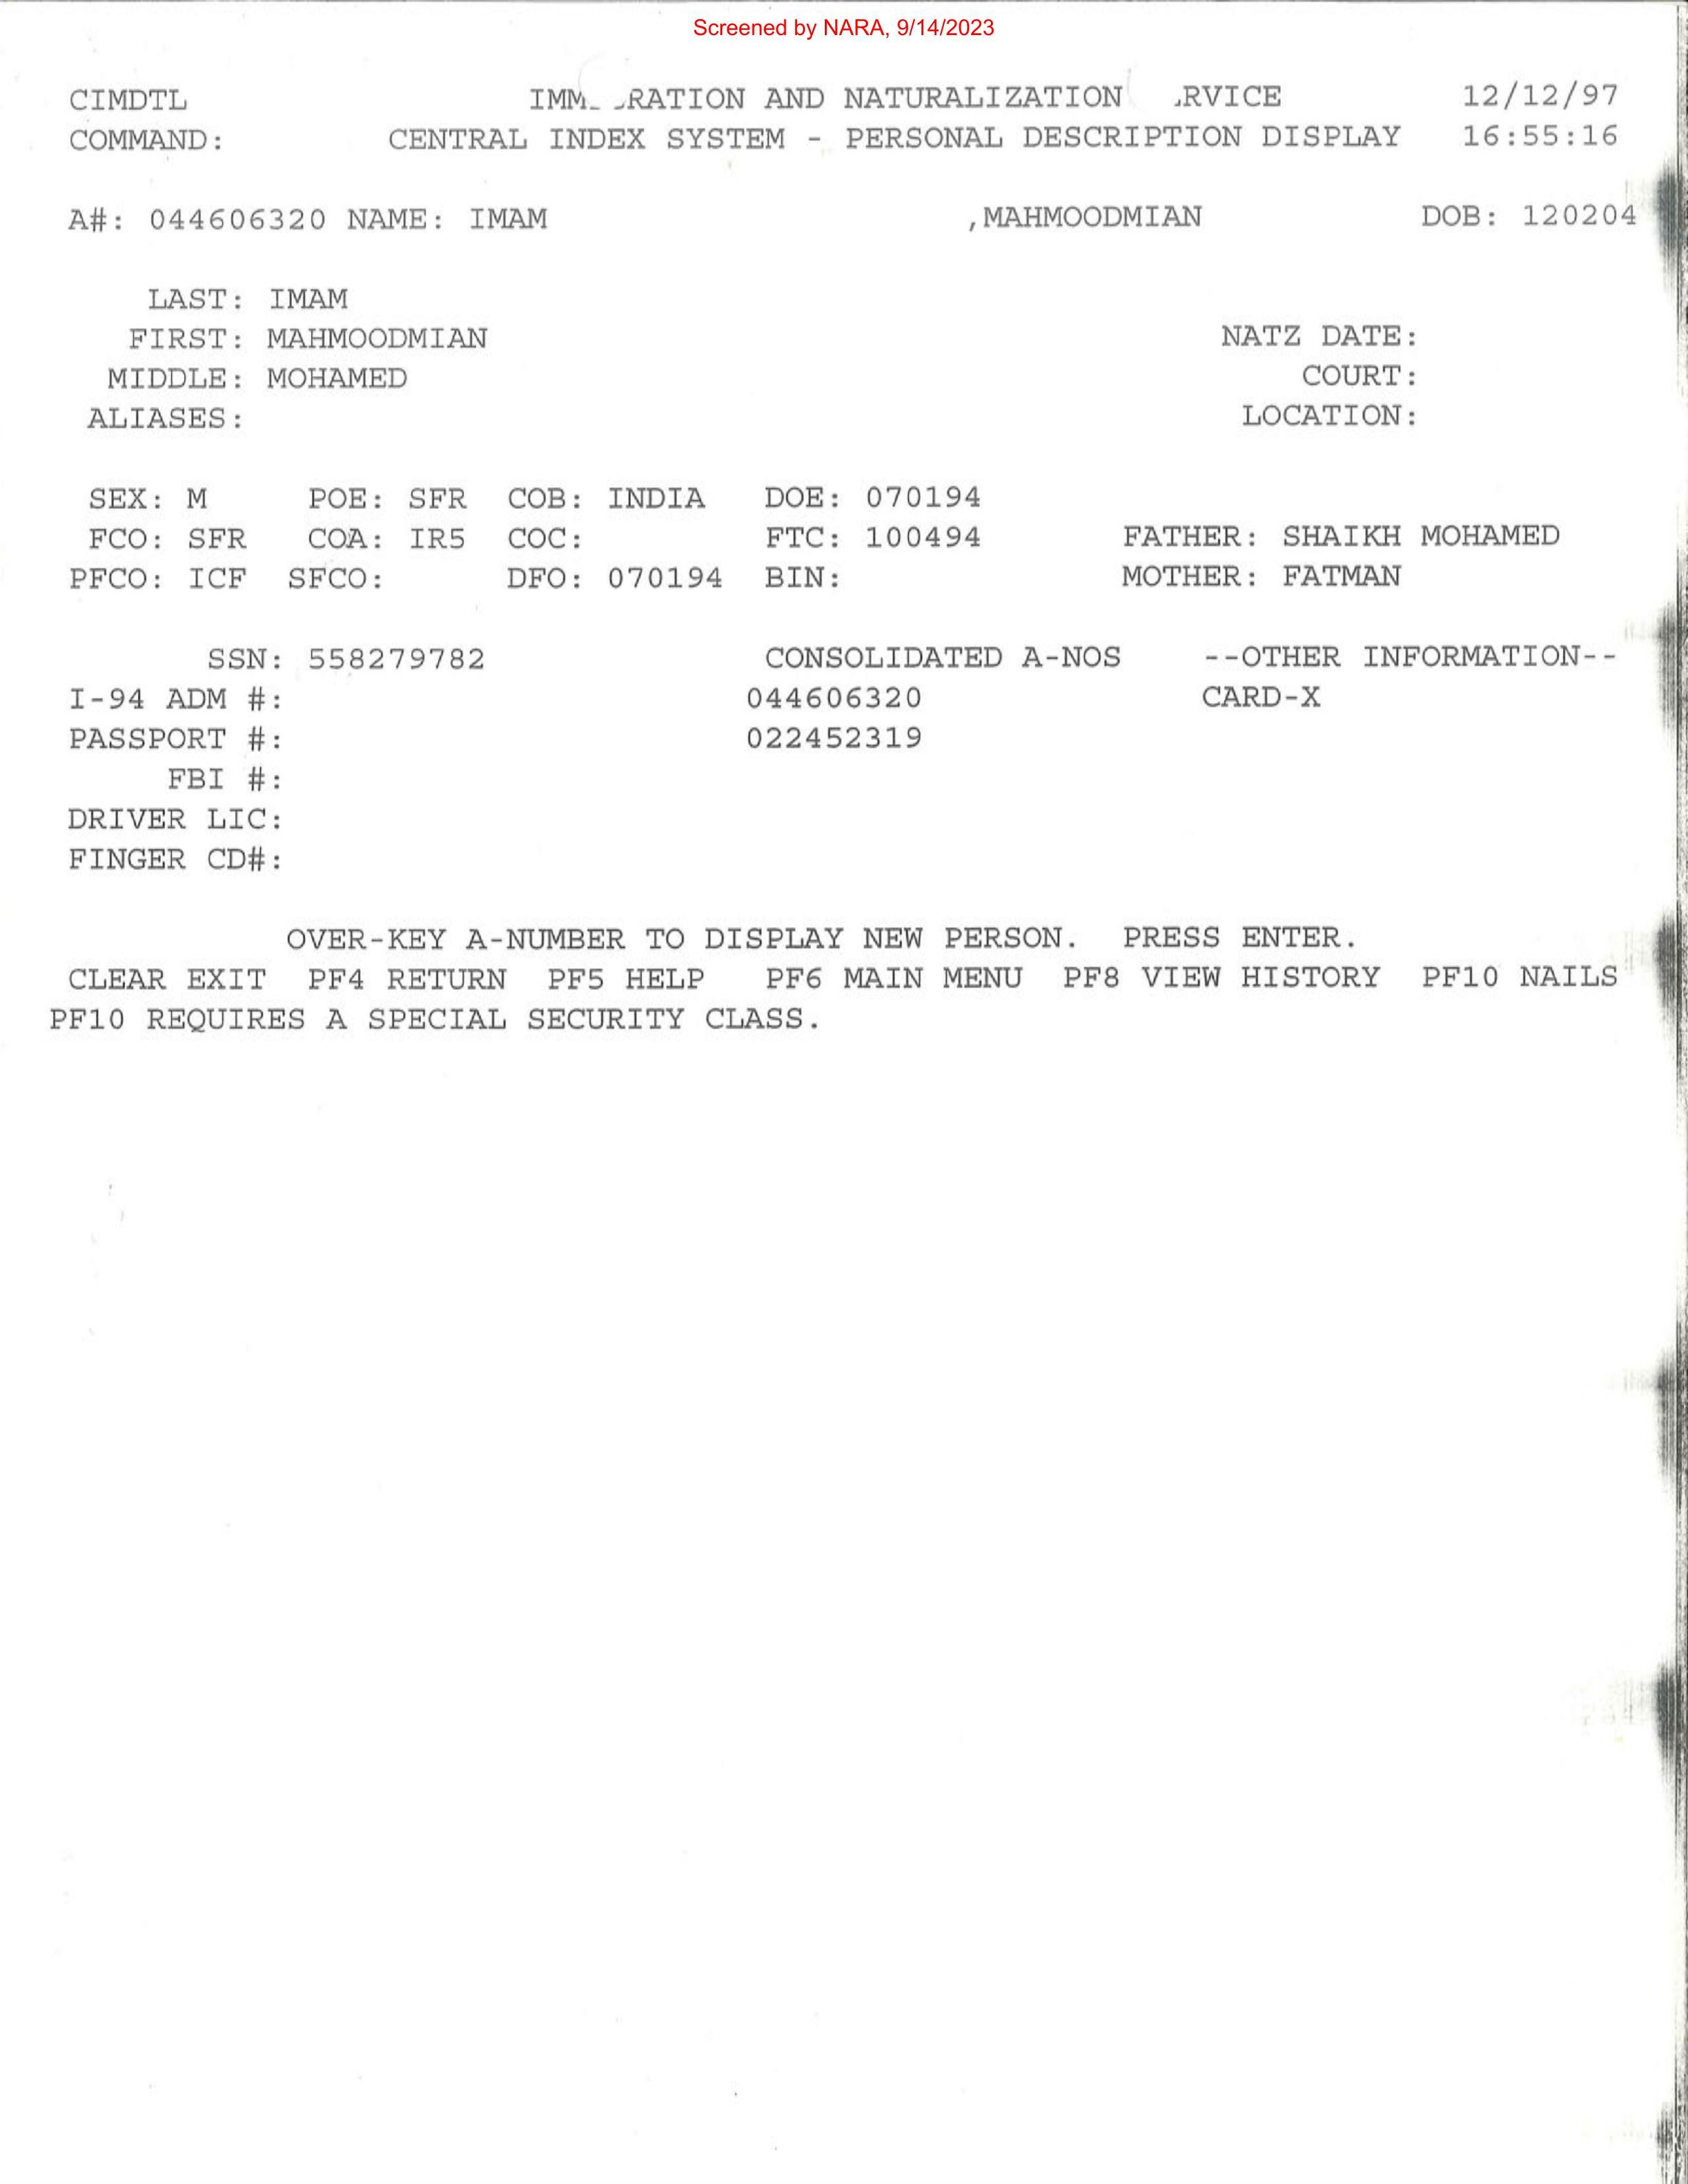 Screened by NARA, 9/14/2023
CIMDTL AND NATURALIZATION 12/12/97
COMMAND: CENTRAL INDEX SYSTEM - PERSONAL DESCRIPTION DISPLAY 16:55:16
A#: 044606320 NAME: IMAM ,MAHMOODMIAN DOB: 120204
LAST: IMAM
FIRST: MAHMOODMIAN NATZ DATE:
MIDDLE: MOHAMED COURT:
ALIASES: LOCATION:
SEX: M POE: SFR COB: INDIA DOE: 070194
FCO: SFR COA: IR5 COC: FTC: 100494 FATHER: SHAIKH MOHAMED
PFCO: ICF SFCO: DFO: 070194 BIN: MOTHER: FATMAN
SSN: 558279782 CONSOLIDATED A-NOS --OTHER INFORMATION--
I-94 ADM #: 044606320 CARD-X
PASSPORT #: 022452319
FBI #:
DRIVER LIC:
FINGER CD#:
OVER-KEY A-NUMBER TO DISPLAY NEW PERSON. PRESS ENTER.
CLEAR EXIT PF4 RETURN PF5 HELP PF6 MAIN MENU PF8 VIEW HISTORY PF10 NAILS
PF10 REQUIRES A SPECIAL SECURITY CLASS.